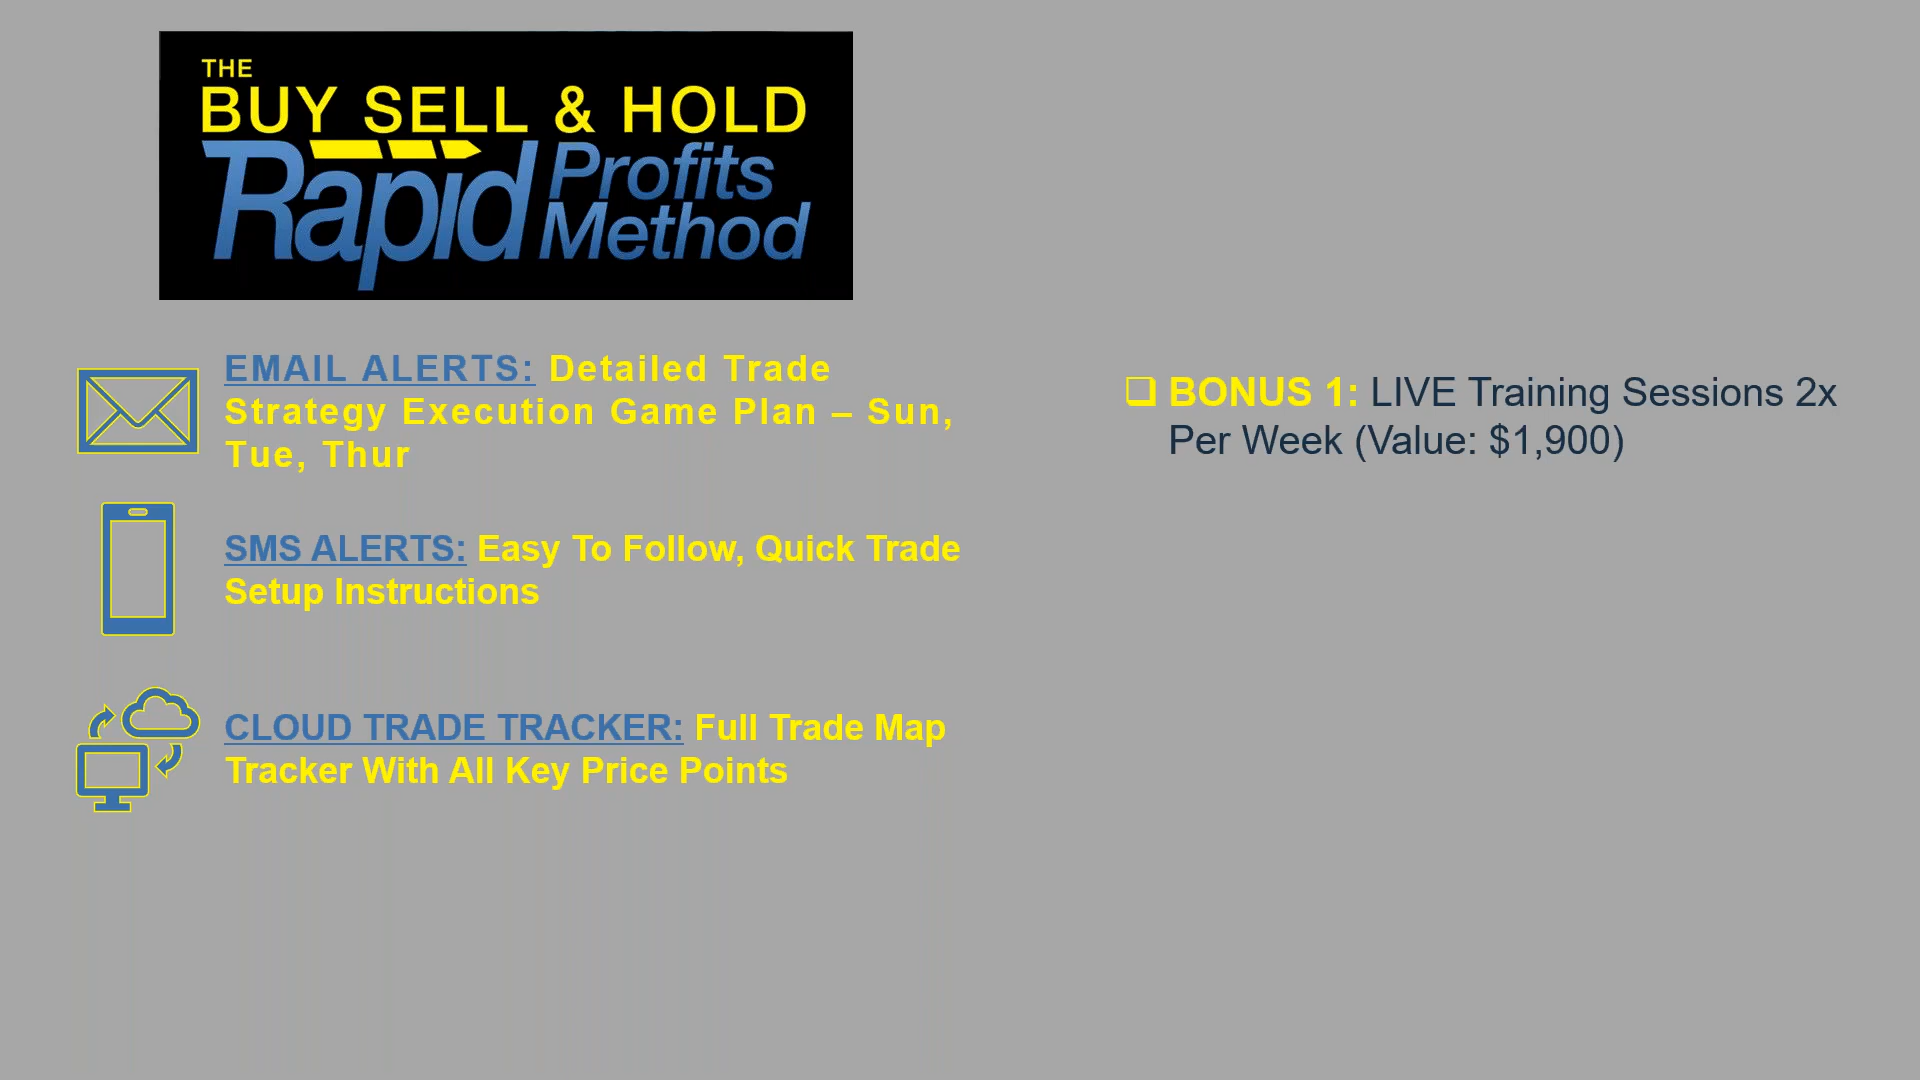 THE
BUY SELL & HOLD
Rapid Profits
Method
EMAIL ALERTS: Detailed Trade
Strategy Execution Game Plan – Sun,
Tue, Thur
SMS ALERTS: Easy To Follow, Quick Trade
Setup Instructions
CLOUD TRADE TRACKER: Full Trade Map
Tracker With All Key Price Points
❑ BONUS 1: LIVE Training Sessions 2x
Per Week (Value: $1,900)